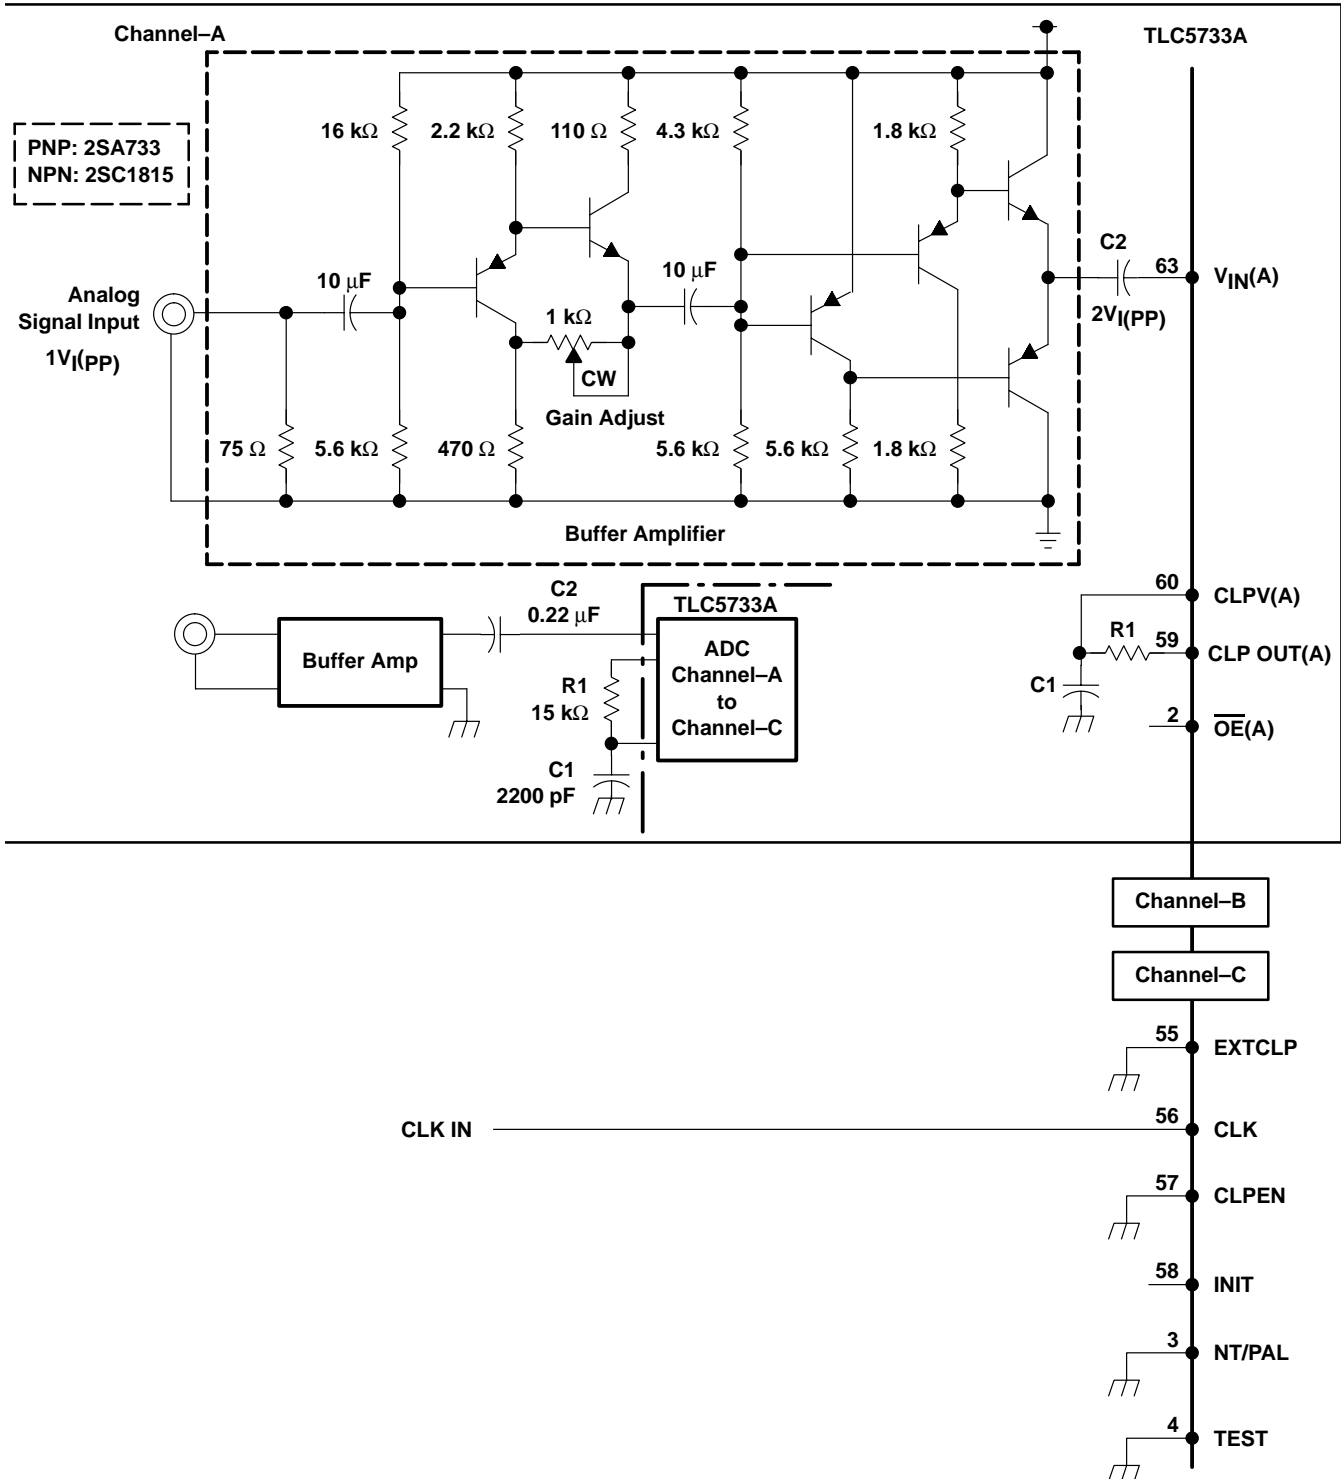 Channel–A
TLC5733A
PNP: 2SA733
NPN: 2SC1815
16 kΩ
2.2 kΩ
110 Ω
4.3 kΩ
1.8 kΩ
Analog
Signal Input
1VI(PP)
10 μF
1 kΩ
CW
Gain Adjust
10 μF
C2
2VI(PP)
63
VIN(A)
75 Ω
5.6 kΩ
470 Ω
5.6 kΩ
5.6 kΩ
1.8 kΩ
Buffer Amplifier
Buffer Amp
C2
0.22 μF
TLC5733A
ADC
Channel–A
to
Channel–C
R1
15 kΩ
C1
2200 pF
60
CLPV(A)
R1
59
CLP OUT(A)
C1
2
OE(A)
Channel–B
Channel–C
55
EXTCLP
CLK IN
56
CLK
57
CLPEN
58
INIT
3
NT/PAL
4
TEST